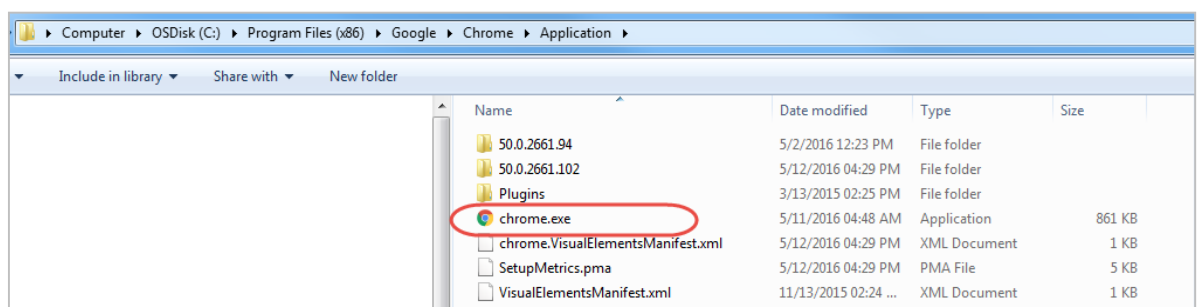 Computer OSDisk (C:) Program Files (x86) Google Chrome Application
Include in library Share with New folder
Name Date modified Type Size
50.0.2661.94 5/2/2016 12:23 PM File folder
50.0.2661.102 5/12/2016 04:29 PM File folder
Plugins 3/13/2015 02:25 PM File folder
chrome.exe 5/11/2016 04:48 AM Application 861 KB
chrome.VisualElementsManifest.xml 5/12/2016 04:29 PM XML Document 1 KB
SetupMetrics.pma 5/12/2016 04:29 PM PMA File 5 KB
VisualElementsManifest.xml 11/13/2015 02:24 ... XML Document 1 KB